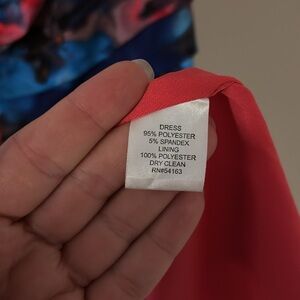 DRESS
95% POLYESTER
5% SPANDEX
LINING
100% POLYESTER
DRY CLEAN
RN#54163